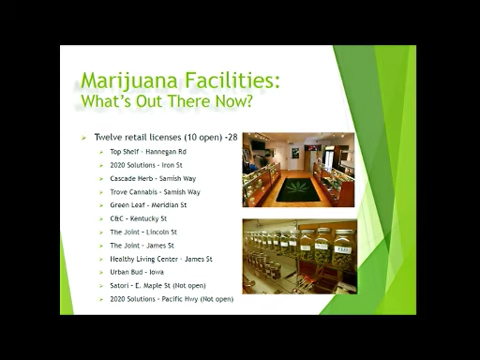 Marijuana Facilities:
What's Out There Now?
Twelve retail licenses (10 open) -28
Top Shelf - Hannegan Rd
2020 Solutions - Iron St
Cascade Herb - Samish Way
Trove Cannabis - Samish Way
Green Leaf - Meridian St
C&C - Kentucky St
The Joint - Lincoln St
The Joint - James St
Healthy Living Center - James St
Urban Bud - Iowa
Satori - E. Maple St (Not open)
2020 Solutions - Pacific Hwy (Not open)